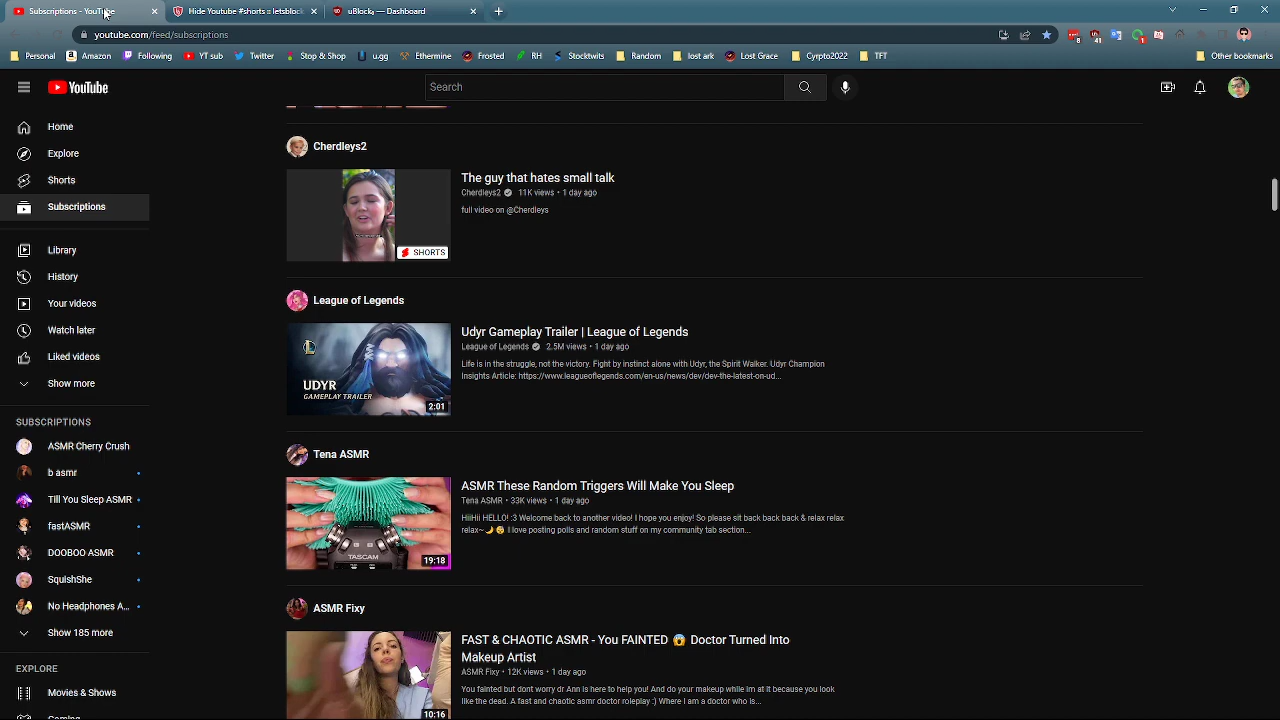 Subscriptions - YouTube
Hide Youtube #shorts :: letsblock
uBlock₀ — Dashboard
youtube.com/feed/subscriptions
Personal
Amazon
Following
YT sub
Twitter
Stop & Shop
u.gg
Ethermine
Frosted
RH
Stocktwits
Random
lost ark
Lost Grace
Cyrpto2022
TFT
Other bookmarks
8
41
1
YouTube
Search
Home
Explore
Shorts
Subscriptions
Library
History
Your videos
Watch later
Liked videos
Show more
SUBSCRIPTIONS
ASMR Cherry Crush
b asmr
Till You Sleep ASMR
fastASMR
DOOBOO ASMR
SqulshShe
No Headphones A...
Show 185 more
EXPLORE
Movies & Shows
Cherdleys2
SHORTS
The guy that hates small talk
Cherdleys2 11K views • 1 day ago
full video on @Cherdleys
League of Legends
UDYR
GAMEPLAY TRAILER
2:01
Udyr Gameplay Trailer | League of Legends
League of Legends 2.5M views • 1 day ago
Life is in the struggle, not the victory. Fight by instinct alone with Udyr, the Spirit Walker. Udyr Champion
Insights Article: https://www.leagueoflegends.com/en-us/news/dev/dev-the-latest-on-ud...
Tena ASMR
TASCAM
19:18
ASMR These Random Triggers Will Make You Sleep
Tena ASMR • 33K views • 1 day ago
HiiHii HELLO! :3 Welcome back to another video! I hope you enjoy! So please sit back back back & relax relax
relax~🌙 😴 I love posting polls and random stuff on my community tab section...
ASMR Fixy
10:16
FAST & CHAOTIC ASMR - You FAINTED 😱 Doctor Turned Into
Makeup Artist
ASMR Fixy • 12K views • 1 day ago
You fainted but dont worry dr Ann is here to help you! And do your makeup while im at it because you look
like the dead. A fast and chaotic asmr doctor roleplay :) Where I am a doctor who is...